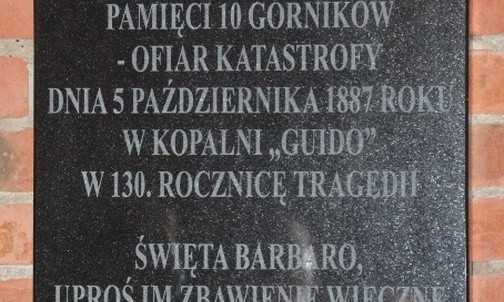 PAMIĘCI 10 GÓRNIKÓW
- OFIAR KATASTROFY
DNIA 5 PAŹDZIERNIKA 1887 ROKU
W KOPALNI „GUIDO”
W 130. ROCZNICĘ TRAGEDII
ŚWIĘTA BARBARO,
UPROŚ IM ZBAWIENIE WIECZNE